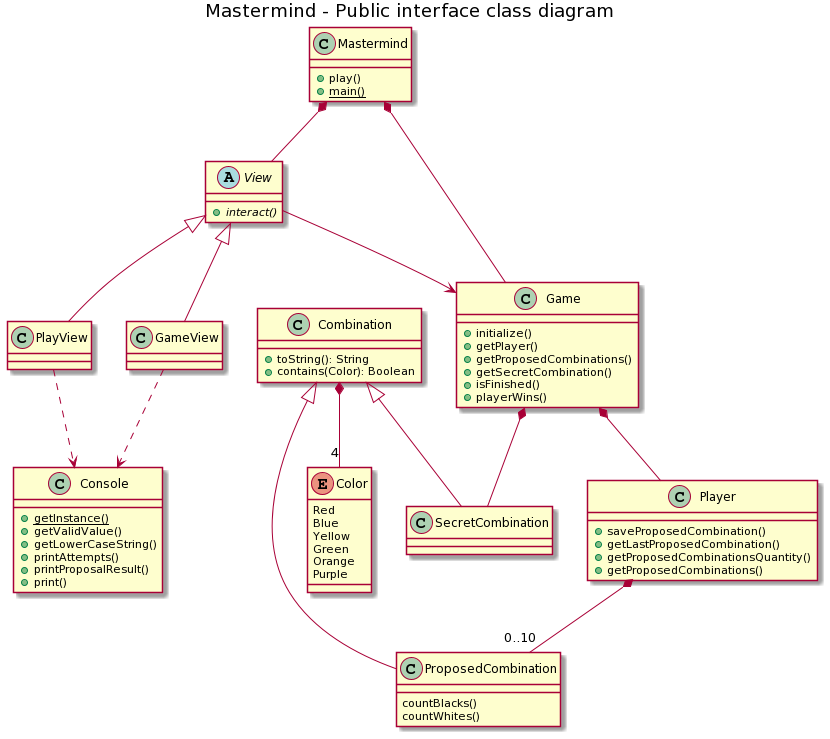 Mastermind - Public interface class diagram
C Mastermind
play()
main()
A View
interact()
C PlayView
C GameView
C Combination
toString(): String
contains(Color): Boolean
C Game
initialize()
getPlayer()
getProposedCombinations()
getSecretCombination()
isFinished()
playerWins()
4
C Console
getInstance()
getValidValue()
getLowerCaseString()
printAttempts()
printProposalResult()
print()
E Color
Red
Blue
Yellow
Green
Orange
Purple
C SecretCombination
C Player
saveProposedCombination()
getLastProposedCombination()
getProposedCombinationsQuantity()
getProposedCombinations()
0..10
C ProposedCombination
countBlacks()
countWhites()